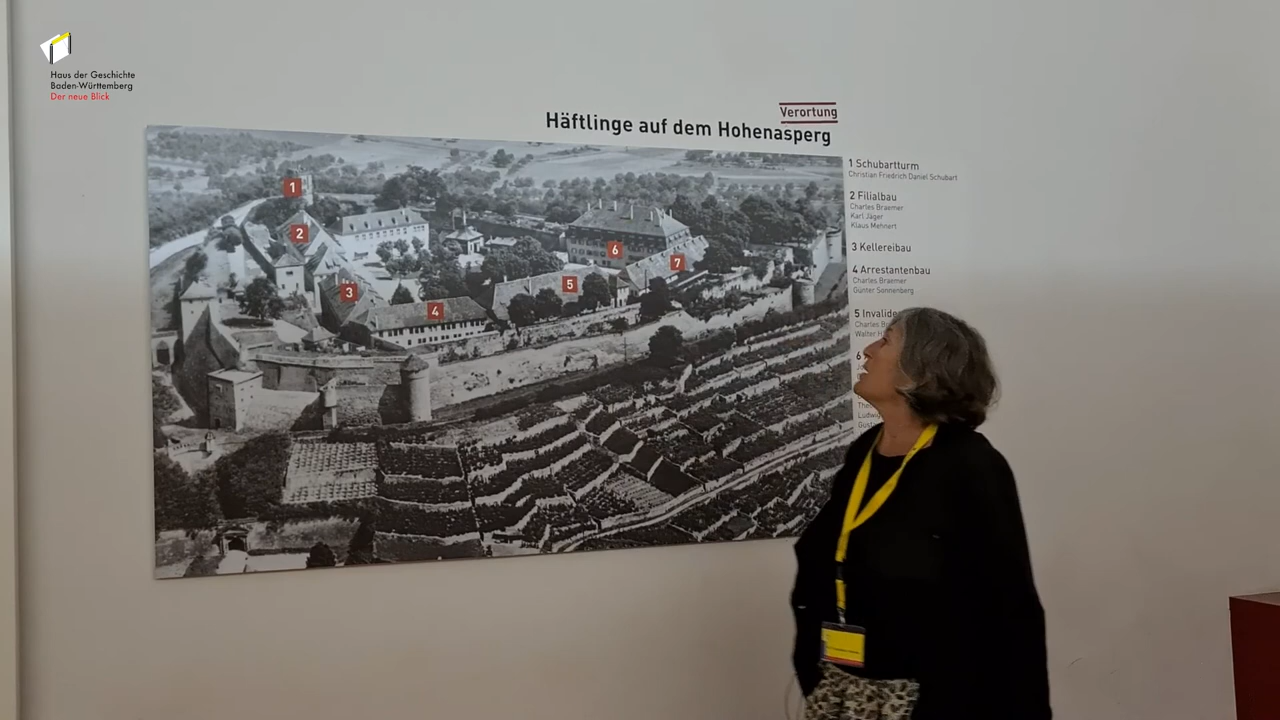 Haus der Geschichte
Baden-Württemberg
Der neue Blick
Verortung
Häftlinge auf dem Hohenasperg
1 Schubartturm
Christian Friedrich Daniel Schubart
2 Filialbau
Charles Braemer
Karl Jäger
Klaus Mehnert
3 Kellereibau
4 Arrestantenbau
Charles Braemer
Günter Sonnenberg
5
6
1
2
3
4
5
6
7